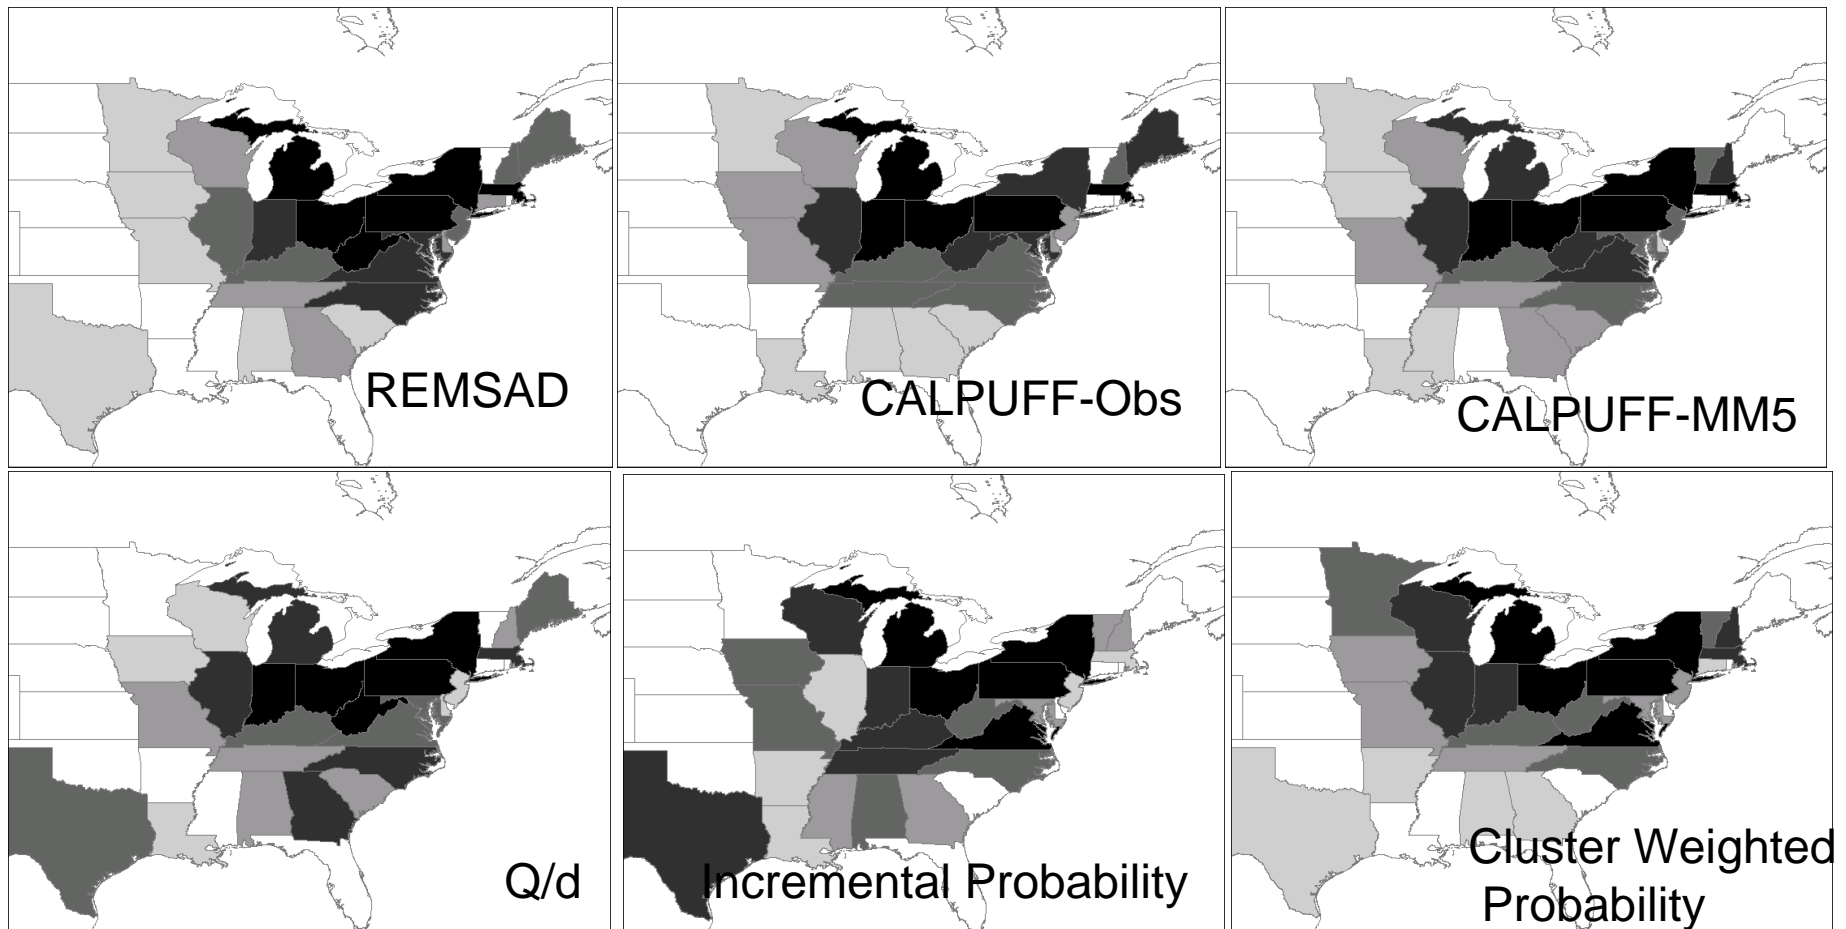 REMSAD
CALPUFF-Obs
CALPUFF-MM5
Q/d
Incremental Probability
Cluster Weighted
Probability